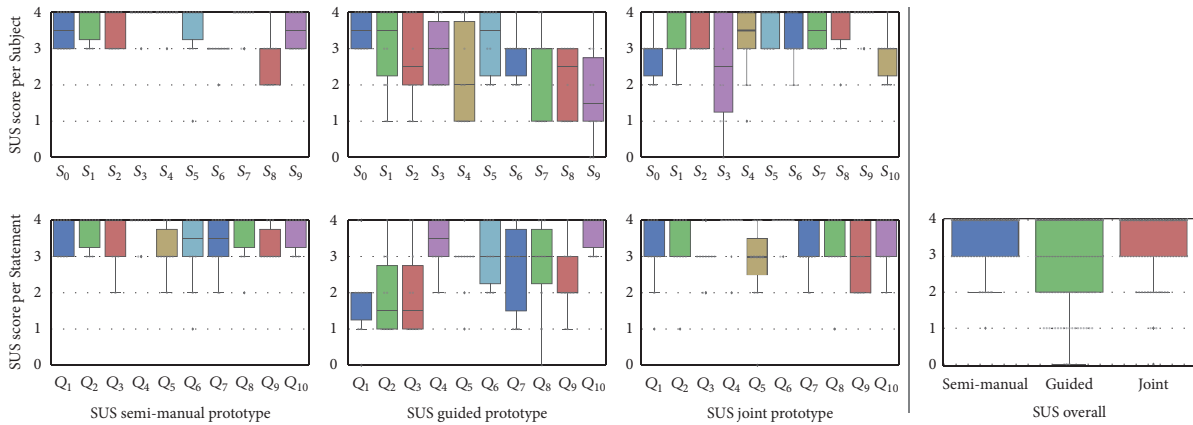 SUS score per Subject
4
3
2
1
0
S0 S1 S2 S3 S4 S5 S6 S7 S8 S9
4
3
2
1
0
S0 S1 S2 S3 S4 S5 S6 S7 S8 S9
4
3
2
1
0
S0 S1 S2 S3 S4 S5 S6 S7 S8 S9 S10
SUS score per Statement
4
3
2
1
0
Q1 Q2 Q3 Q4 Q5 Q6 Q7 Q8 Q9 Q10
SUS semi-manual prototype
4
3
2
1
0
Q1 Q2 Q3 Q4 Q5 Q6 Q7 Q8 Q9 Q10
SUS guided prototype
4
3
2
1
0
Q1 Q2 Q3 Q4 Q5 Q6 Q7 Q8 Q9 Q10
SUS joint prototype
4
3
2
1
0
Semi-manual Guided Joint
SUS overall